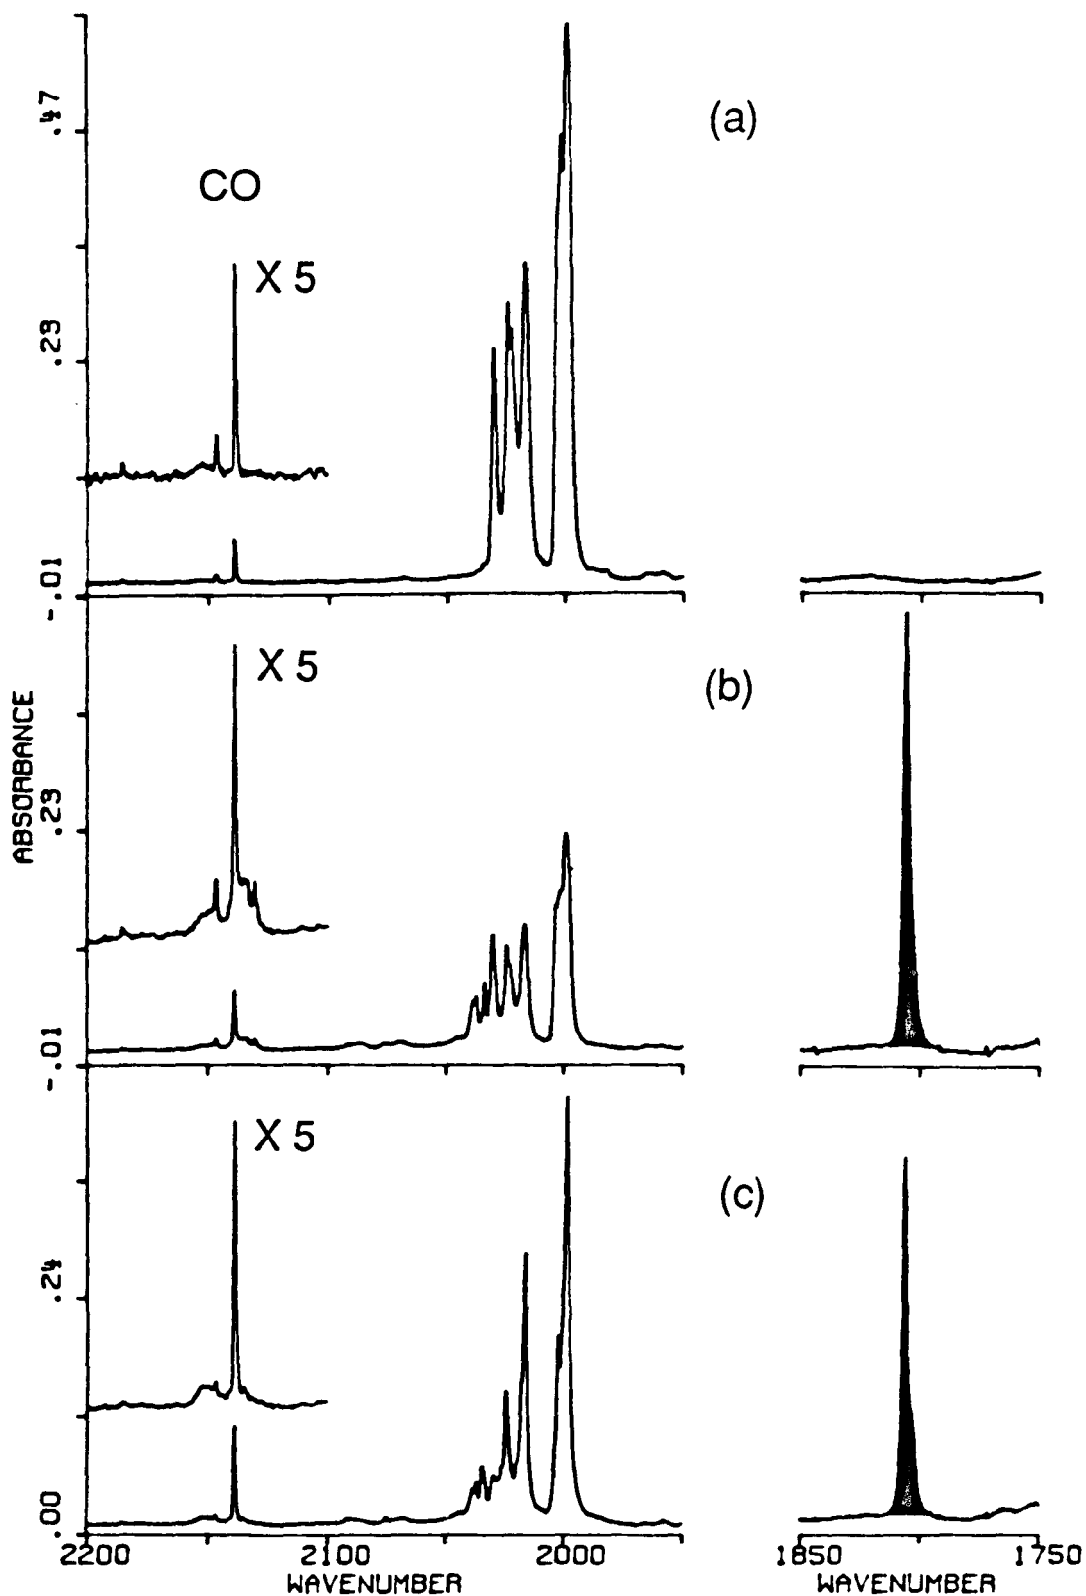 .47
(a)
CO
X 5
.23
-.01
X 5
(b)
ABSORBANCE
.23
-.01
X 5
(c)
.24
.00
2200
2100
2000
1850
1750
WAVENUMBER
WAVENUMBER